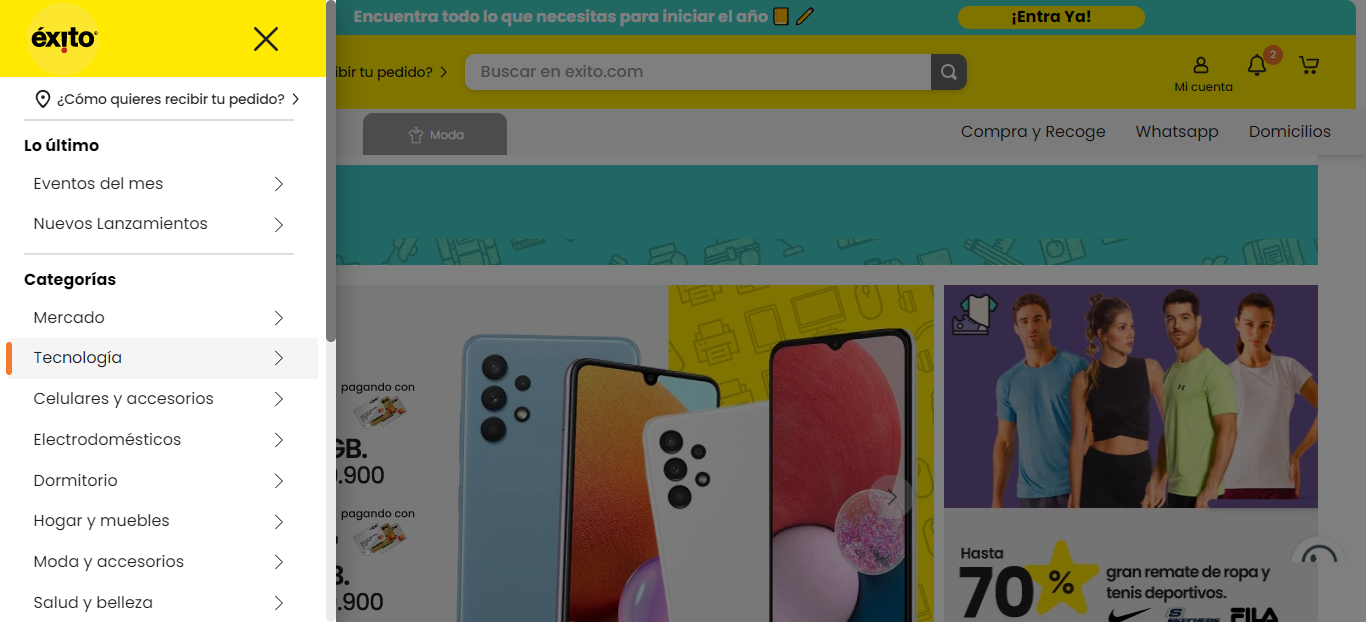 éxito
¿Cómo quieres recibir tu pedido?
Lo último
Eventos del mes
Nuevos Lanzamientos
Categorías
Mercado
Tecnología
Celulares y accesorios
Electrodomésticos
Dormitorio
Hogar y muebles
Moda y accesorios
Salud y belleza
Encuentra todo lo que necesitas para iniciar el año
¡Entra Ya!
ibir tu pedido?
Buscar en exito.com
Mi cuenta
2
Moda
Compra y Recoge
Whatsapp
Domicilios
pagando con
GB.
.900
pagando con
B.
.900
Hasta
70%
gran remate de ropa y
tenis deportivos.
SKECHERS
FILA